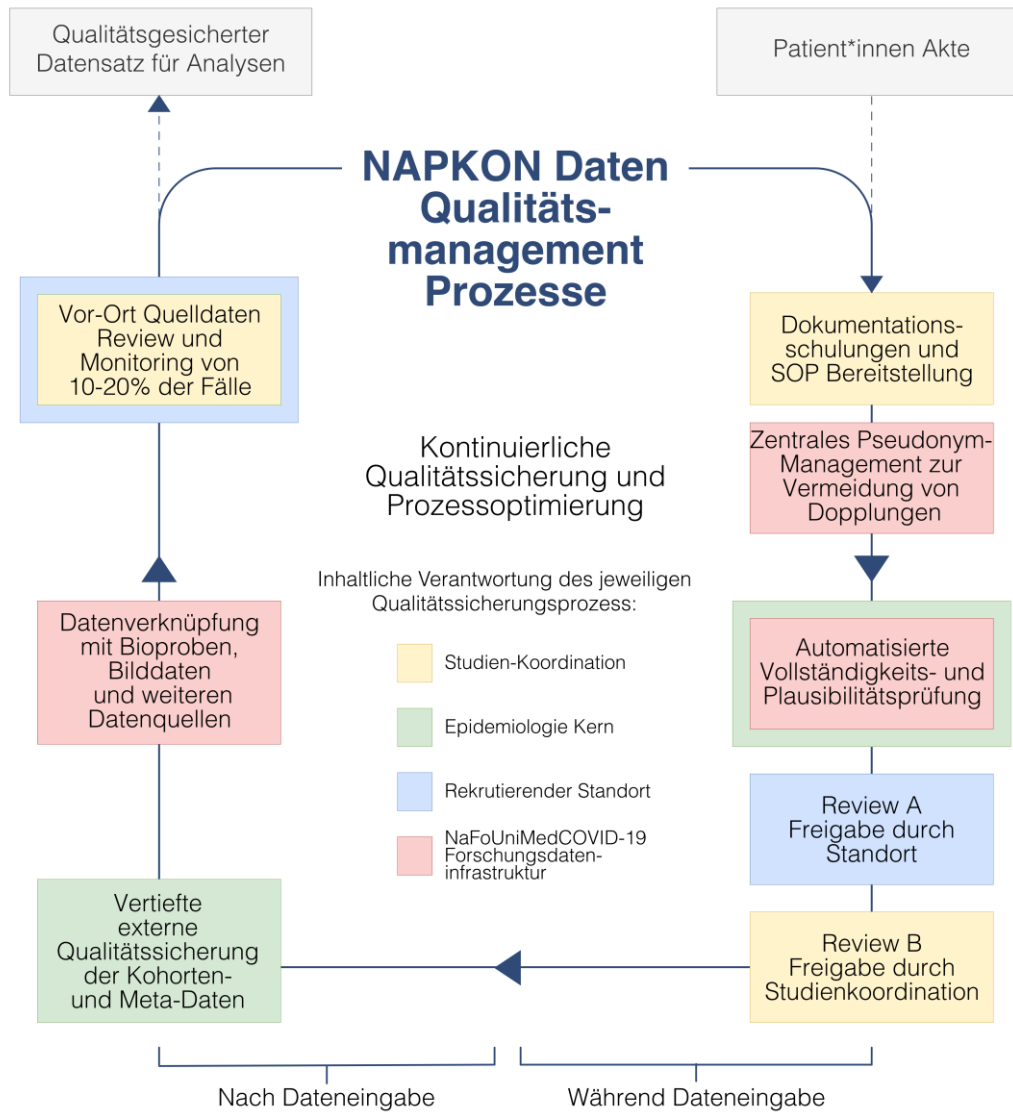 Qualitätsgesicherter
Datensatz für Analysen
Patient*innen Akte
NAPKON Daten
Qualitäts-
management
Prozesse
Vor-Ort Quelldaten
Review und
Monitoring von
10-20% der Fälle
Dokumentations-
schulungen und
SOP Bereitstellung
Zentrales Pseudonym-
Management zur
Vermeidung von
Dopplungen
Kontinuierliche
Qualitätssicherung und
Prozessoptimierung
Inhaltliche Verantwortung des jeweiligen
Qualitätssicherungsprozess:
Studien-Koordination
Epidemiologie Kern
Rekrutierender Standort
NaFoUniMedCOVID-19
Forschungsdaten-
infrastruktur
Datenverknüpfung
mit Bioproben,
Bilddaten
und weiteren
Datenquellen
Automatisierte
Vollständigkeits- und
Plausibilitätsprüfung
Review A
Freigabe durch
Standort
Vertiefte
externe
Qualitätssicherung
der Kohorten-
und Meta-Daten
Review B
Freigabe durch
Studienkoordination
Nach Dateneingabe
Während Dateneingabe